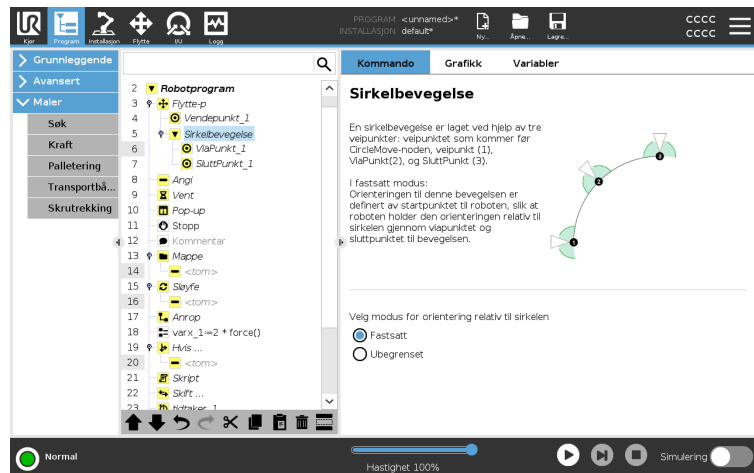 UR
PROGRAM <unnamed>*
INSTALLASJON default*
Kjør
Program
Installasjon
Flytte
I/U
Logg
Ny...
Åpne...
Lagre...
cccc
cccc
Grunnleggende
Avansert
Maler
Søk
Kraft
Palletering
Transportbå...
Skrutrekking
2 Robotprogram
3 Flytte-p
4 Vendepunkt_1
5 Sirkelbevegelse
6 ViaPunkt_1
7 SluttPunkt_1
8 Angi
9 Vent
10 Pop-up
11 Stopp
12 Kommentar
13 Mappe
14 <tom>
15 Sløyfe
16 <tom>
17 Anrop
18 varx_1:=2 * force()
19 Hvis ...
20 <tom>
21 Skript
22 Skift ...
23 tidtaker_1
Kommando
Grafikk
Variabler
Sirkelbevegelse
En sirkelbevegelse er laget ved hjelp av tre
veipunkter: veipunktet som kommer før
CircleMove-noden, veipunkt (1),
ViaPunkt(2), og SluttPunkt (3).
I fastsatt modus:
Orienteringen til denne bevegelsen er
definert av startpunktet til roboten, slik at
roboten holder den orienteringen relativ til
sirkelen gjennom viapunktet og
sluttpunktet til bevegelsen.
3
2
1
Velg modus for orientering relativ til sirkelen
Fastsatt
Ubegrenset
Normal
Hastighet 100%
Simulering